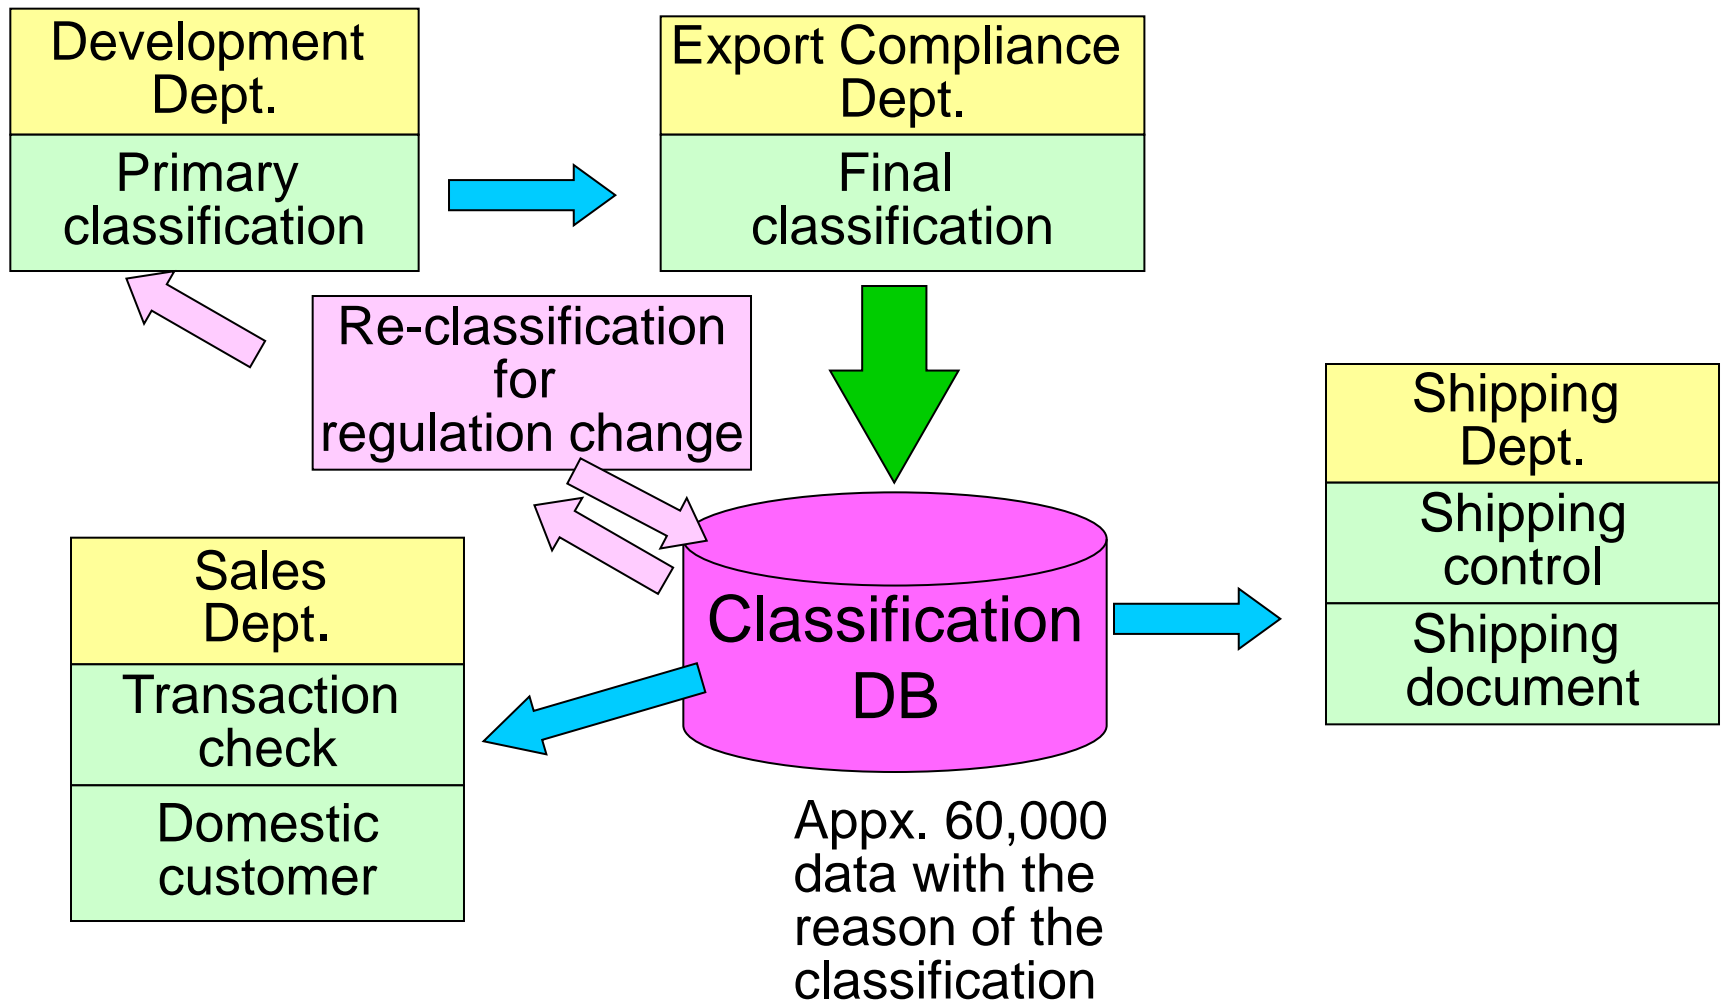 Development
Dept.
Primary
classification
Export Compliance
Dept.
Final
classification
Re-classification
for
regulation change
Shipping
Dept.
Shipping
control
Shipping
document
Sales
Dept.
Transaction
check
Domestic
customer
Classification
DB
Appx. 60,000
data with the
reason of the
classification